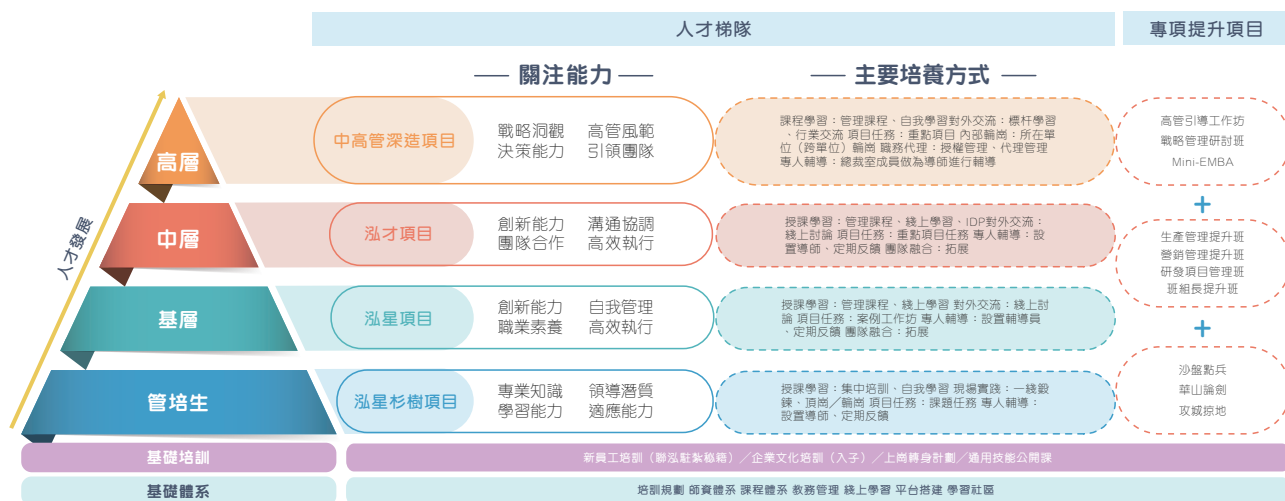 人才梯隊
專項提升項目
關注能力
主要培養方式
人才發展
高層
中高管深造項目
戰略洞觀 高管風範
決策能力 引領團隊
課程學習：管理課程、自我學習對外交流：標杆學習
、行業交流 項目任務：重點項目 內部輪崗：所在單
位（跨單位）輪崗 職務代理：授權管理、代理管理
專人輔導：總裁室成員做為導師進行輔導
高管引導工作坊
戰略管理研討班
Mini-EMBA
+
中層
泓才項目
創新能力 溝通協調
團隊合作 高效執行
授課學習：管理課程、綫上學習、IDP對外交流：
綫上討論 項目任務：重點項目任務 專人輔導：設
置導師、定期反饋 團隊融合：拓展
生產管理提升班
營銷管理提升班
研發項目管理班
班組長提升班
+
基層
泓星項目
創新能力 自我管理
職業素養 高效執行
授課學習：管理課程、綫上學習 對外交流：綫上討
論 項目任務：案例工作坊 專人輔導：設置輔導員
、定期反饋 團隊融合：拓展
管培生
泓星杉樹項目
專業知識 領導潛質
學習能力 適應能力
授課學習：集中培訓、自我學習 現場實踐：一綫鍛
鍊、頂崗／輪崗 項目任務：課題任務 專人輔導：
設置導師、定期反饋
沙盤點兵
華山論劍
攻城掠地
基礎培訓
新員工培訓（聯泓駐紮秘籍）／企業文化培訓（入子）／上崗轉身計劃／通用技能公開課
基礎體系
培訓規劃 師資體系 課程體系 教務管理 綫上學習 平台搭建 學習社區